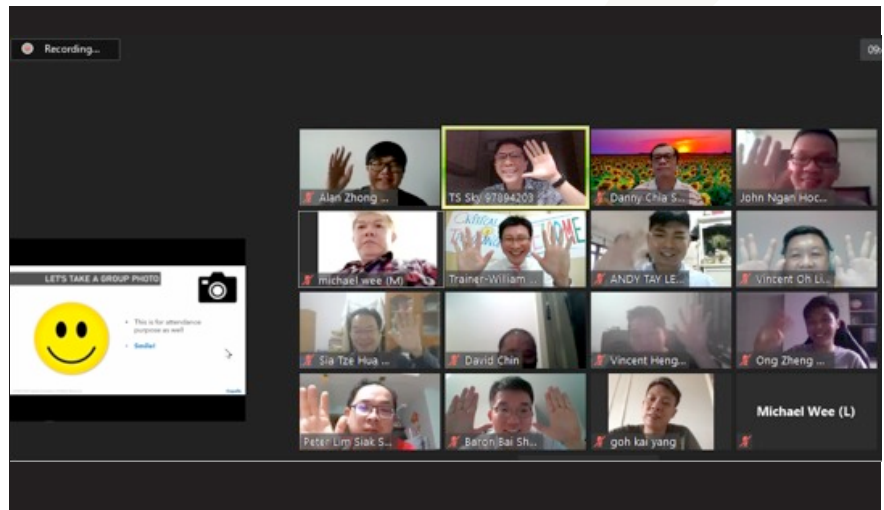 Recording...
09:
Alan Zhong ...
TS Sky 97894203
Danny Chia S...
John Ngan Hoc...
michael wee (M)
Trainer-William ...
ANDY TAY LE...
Vincent Oh Li...
LET'S TAKE A GROUP PHOTO
• This is for attendance
purpose as well
• Smile!
Sia Tze Hua ...
David Chin
Vincent Heng...
Ong Zheng ...
Peter Lim Siak S...
Baron Bai Sh...
goh kai yang
Michael Wee (L)